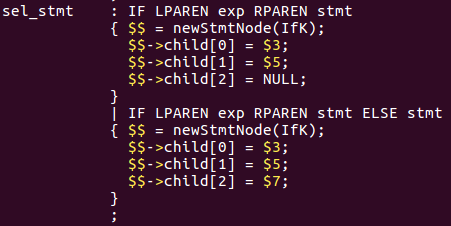 sel_stmt : IF LPAREN exp RPAREN stmt
{ $$ = newStmtNode(IfK);
$$->child[0] = $3;
$$->child[1] = $5;
$$->child[2] = NULL;
}
| IF LPAREN exp RPAREN stmt ELSE stmt
{ $$ = newStmtNode(IfK);
$$->child[0] = $3;
$$->child[1] = $5;
$$->child[2] = $7;
}
;